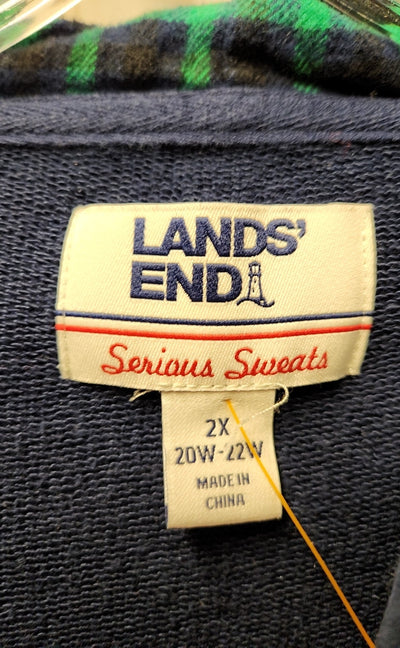 LANDS'
END
Serious Sweats
2X
20W-22W
MADE IN
CHINA